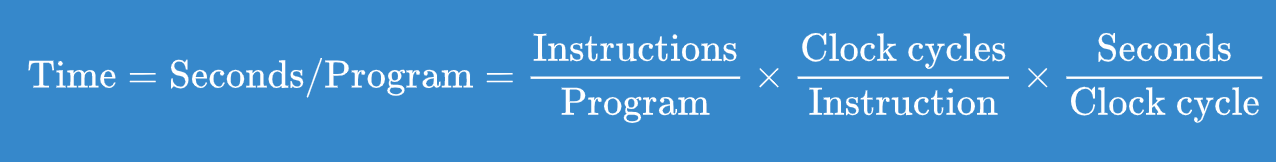 Time = Seconds/Program = Instructions/Program × Clock cycles/Instruction × Seconds/Clock cycle